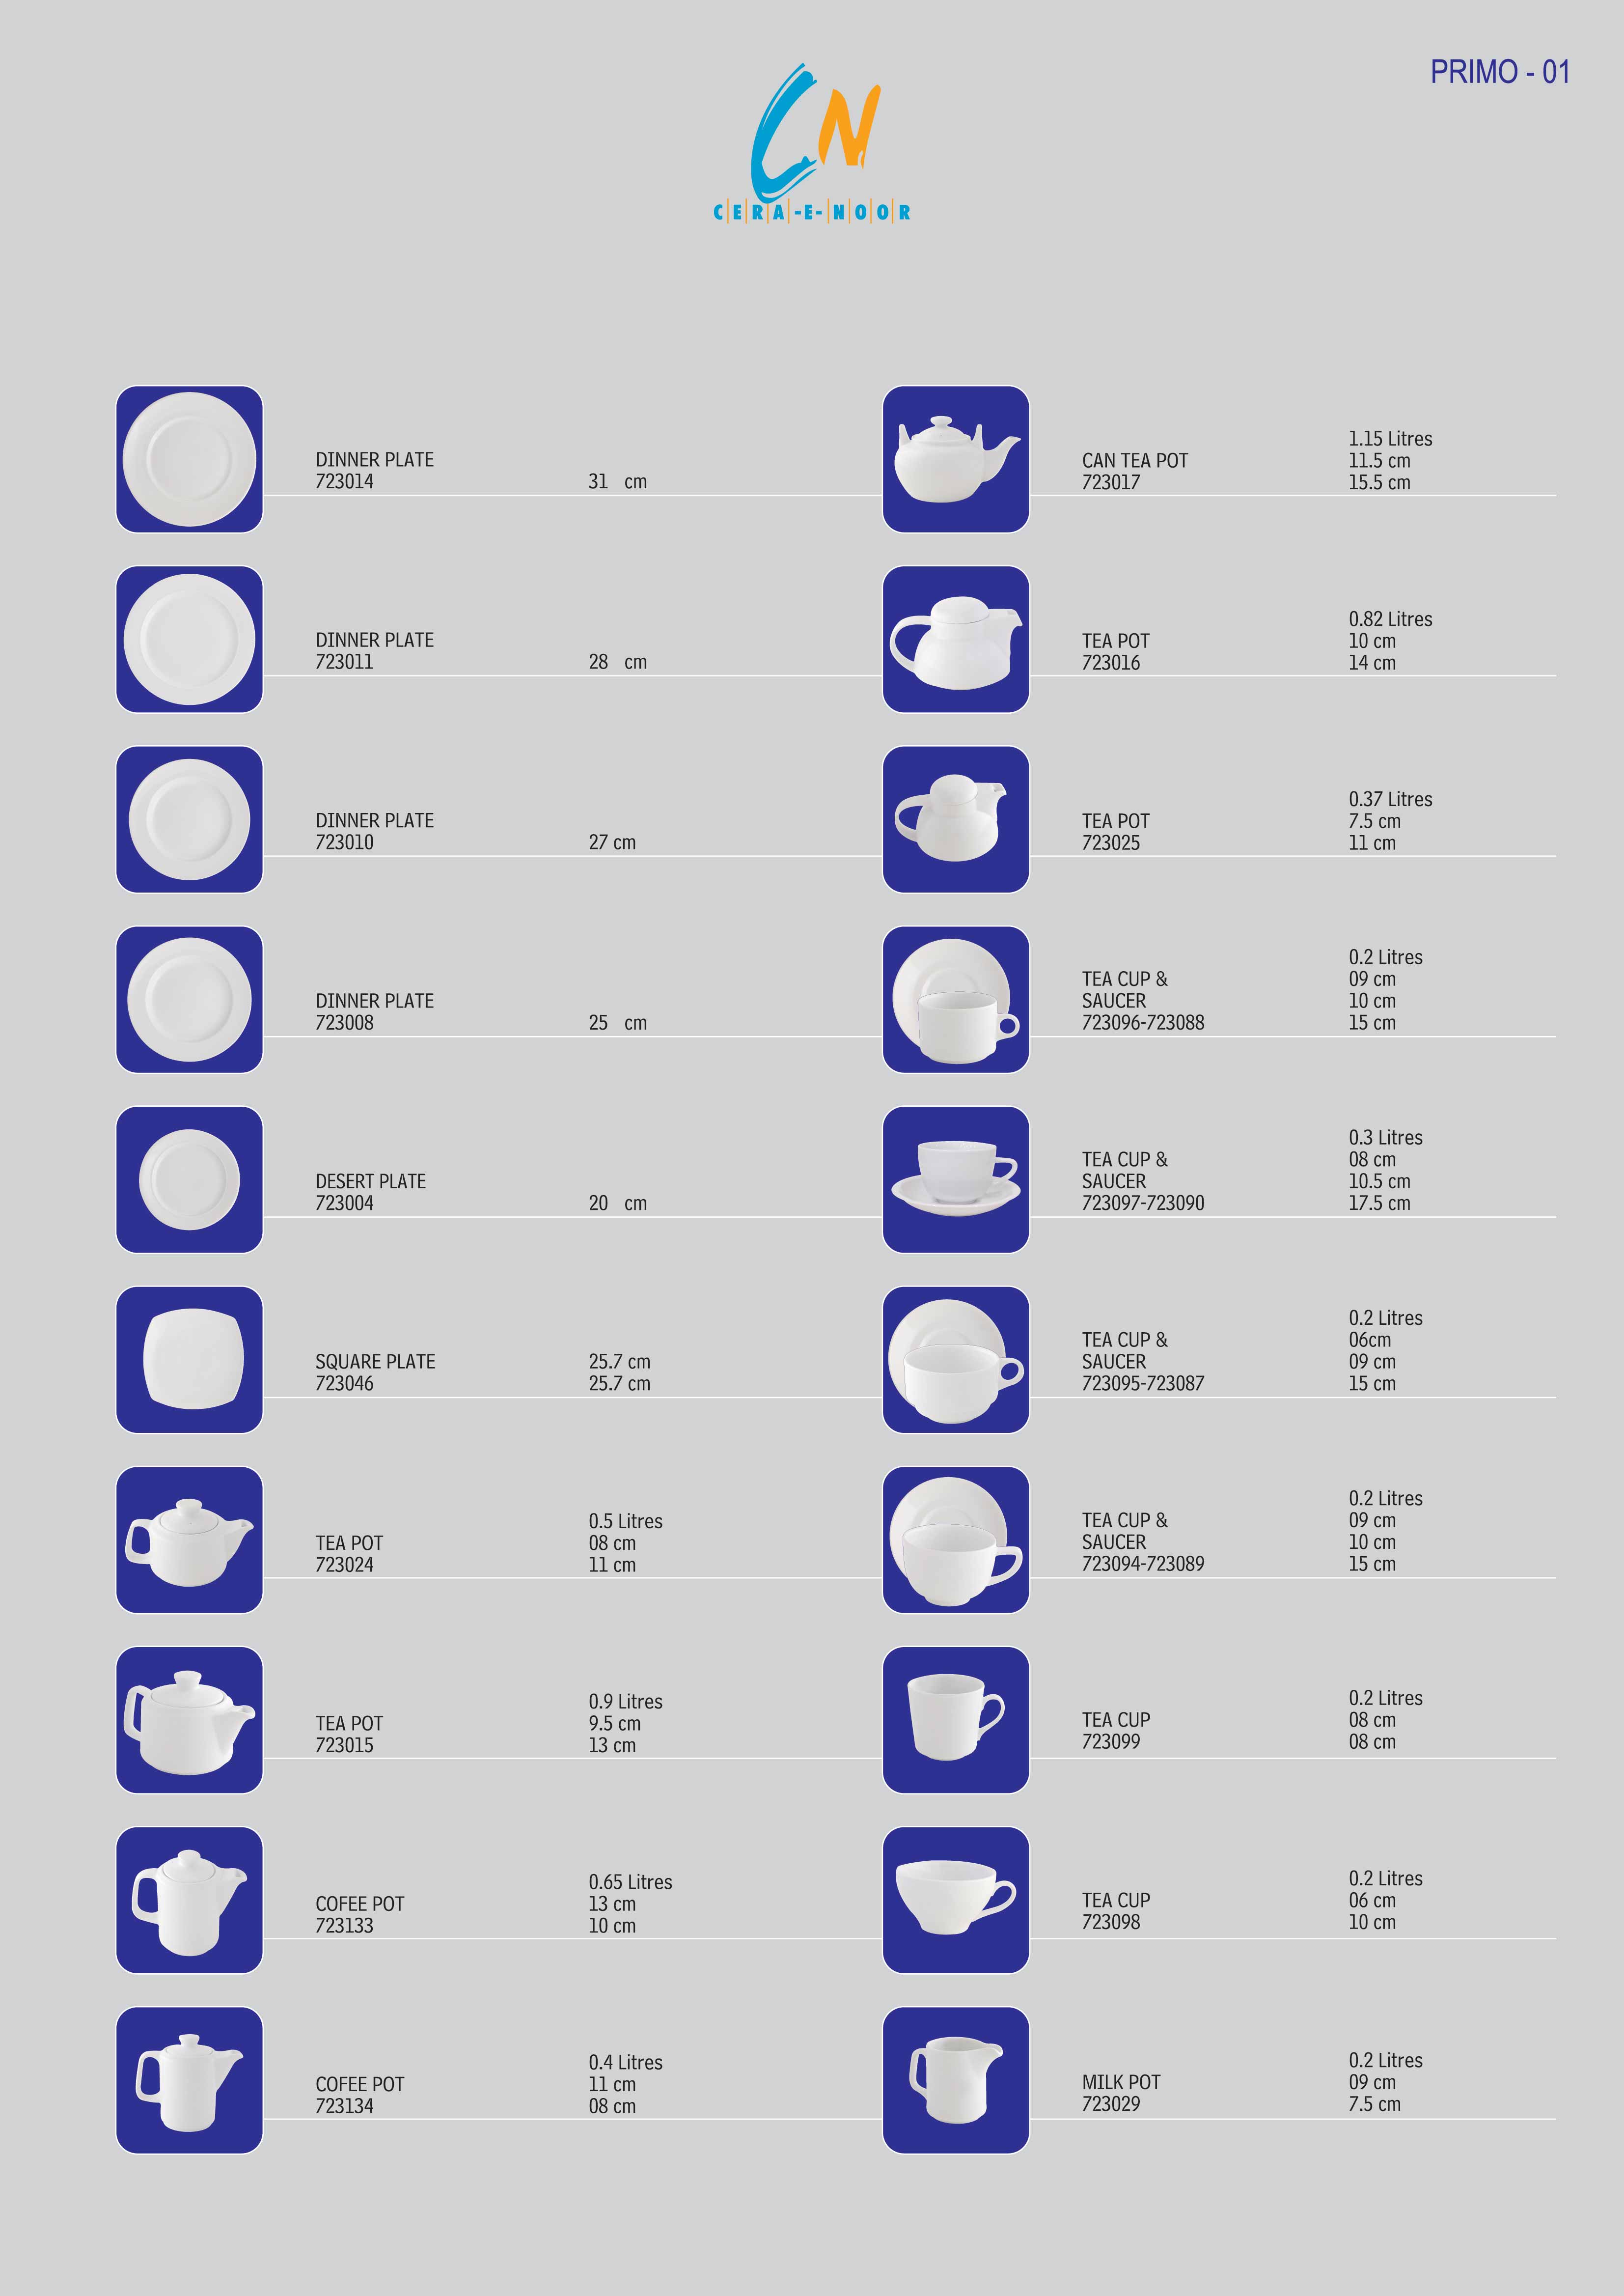 PRIMO - 01
CN
C|E|R|A|-E-|N|O|O|R
DINNER PLATE
723014 31 cm
DINNER PLATE
723011 28 cm
DINNER PLATE
723010 27 cm
DINNER PLATE
723008 25 cm
DESERT PLATE
723004 20 cm
SQUARE PLATE 25.7 cm
723046 25.7 cm
0.5 Litres
TEA POT 08 cm
723024 11 cm
0.9 Litres
TEA POT 9.5 cm
723015 13 cm
0.65 Litres
COFEE POT 13 cm
723133 10 cm
0.4 Litres
COFEE POT 11 cm
723134 08 cm
1.15 Litres
CAN TEA POT 11.5 cm
723017 15.5 cm
0.82 Litres
TEA POT 10 cm
723016 14 cm
0.37 Litres
TEA POT 7.5 cm
723025 11 cm
0.2 Litres
TEA CUP & 09 cm
SAUCER 10 cm
723096-723088 15 cm
0.3 Litres
TEA CUP & 08 cm
SAUCER 10.5 cm
723097-723090 17.5 cm
0.2 Litres
TEA CUP & 06cm
SAUCER 09 cm
723095-723087 15 cm
0.2 Litres
TEA CUP & 09 cm
SAUCER 10 cm
723094-723089 15 cm
0.2 Litres
TEA CUP 08 cm
723099 08 cm
0.2 Litres
TEA CUP 06 cm
723098 10 cm
0.2 Litres
MILK POT 09 cm
723029 7.5 cm